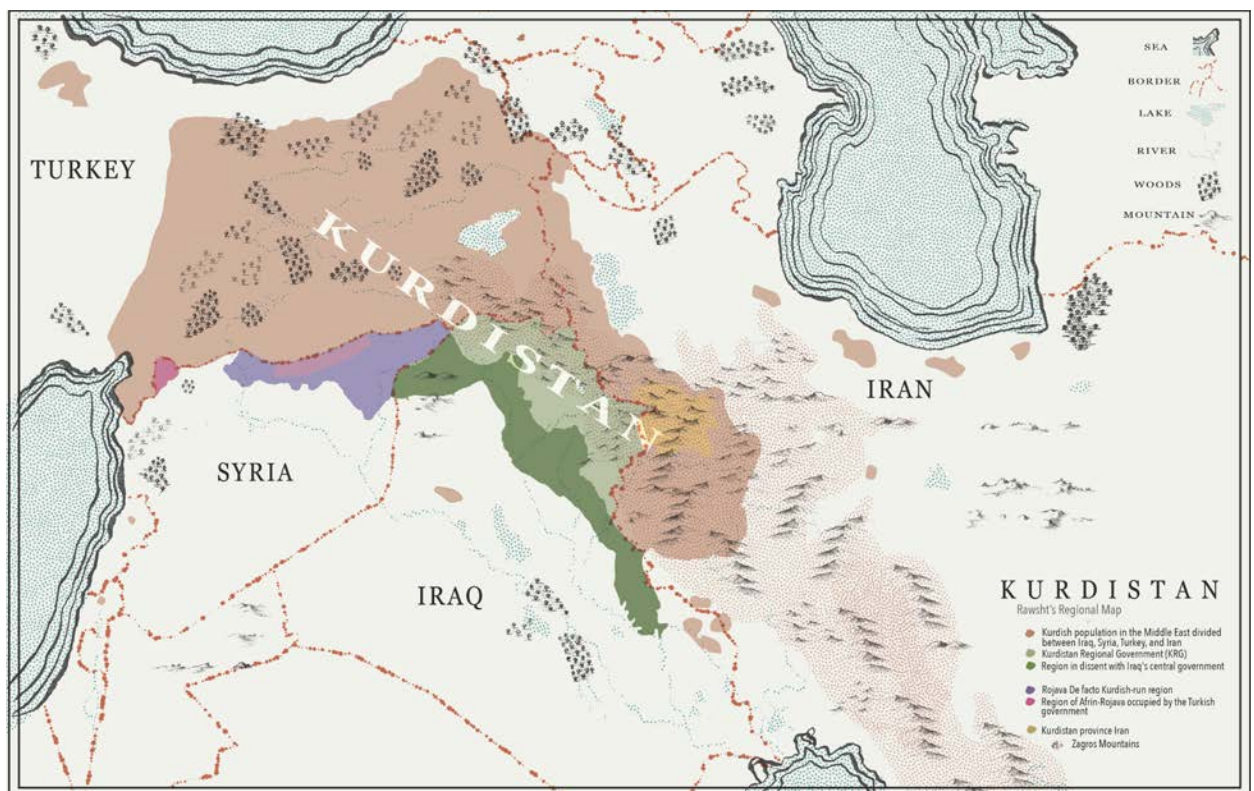 SEA
BORDER
LAKE
RIVER
WOODS
MOUNTAIN
TURKEY
KURDISTAN
IRAN
SYRIA
IRAQ
KURDISTAN
Rawsht's Regional Map
Kurdish population in the Middle East divided
between Iraq, Syria, Turkey, and Iran
Kurdistan Regional Government (KRG)
Region in dissent with Iraq's central government
Rojava De facto Kurdish-run region
Region of Afrin-Rojava occupied by the Turkish
government
Kurdistan province Iran
Zagros Mountains